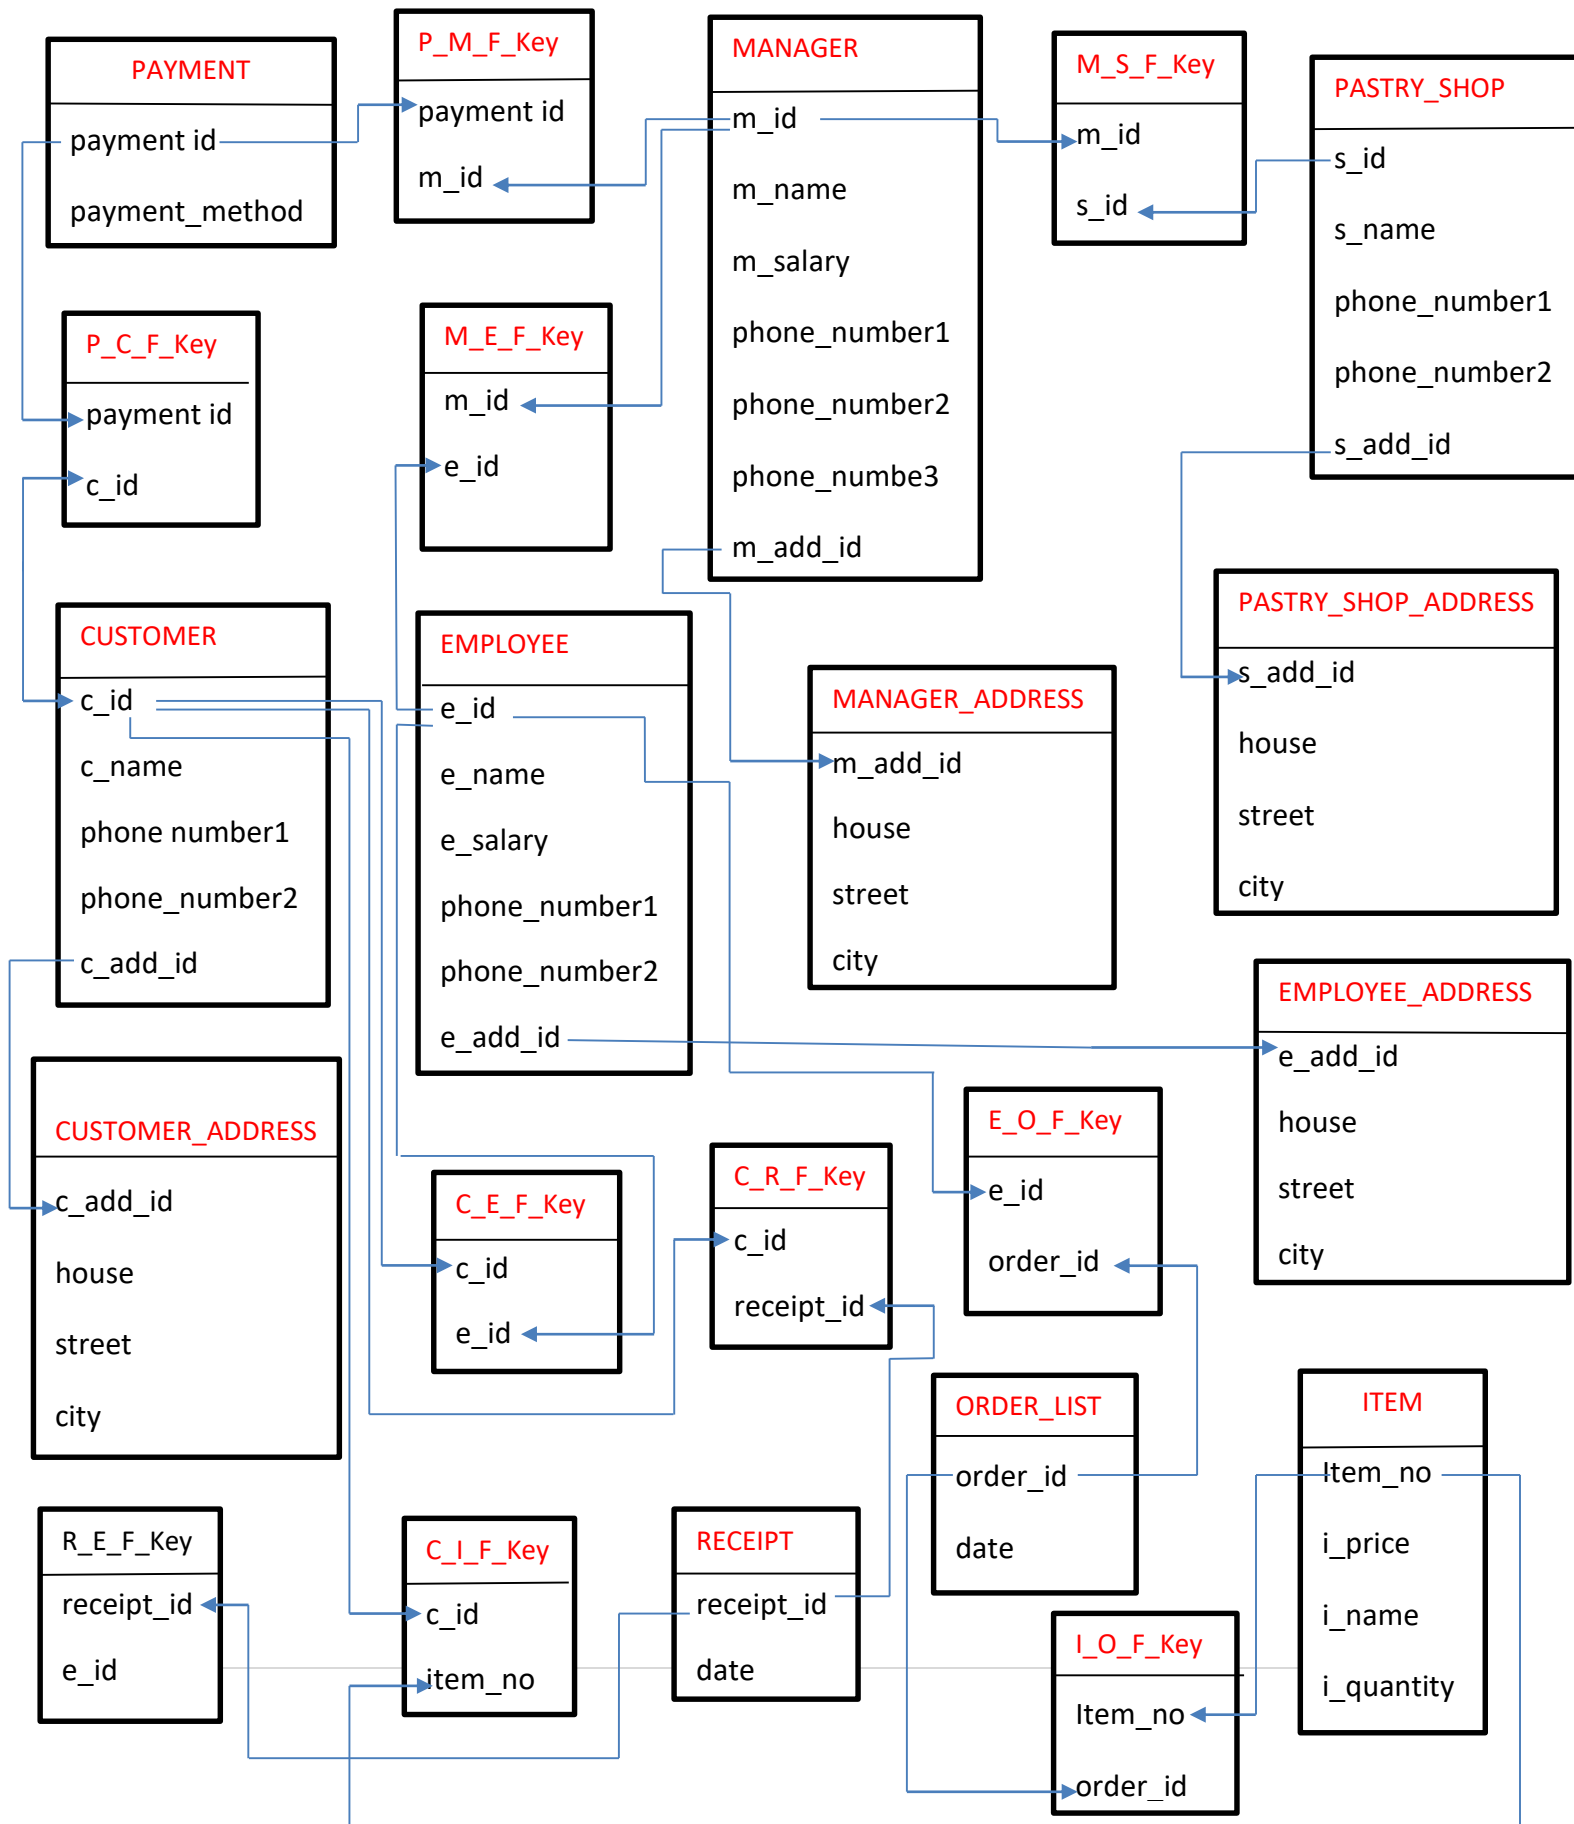 PAYMENT
payment id
payment_method
P_M_F_Key
payment id
m_id
MANAGER
m_id
m_name
m_salary
phone_number1
phone_number2
phone_numbe3
m_add_id
M_S_F_Key
m_id
s_id
PASTRY_SHOP
s_id
s_name
phone_number1
phone_number2
s_add_id
P_C_F_Key
payment id
c_id
M_E_F_Key
m_id
e_id
CUSTOMER
c_id
c_name
phone number1
phone_number2
c_add_id
EMPLOYEE
e_id
e_name
e_salary
phone_number1
phone_number2
e_add_id
MANAGER_ADDRESS
m_add_id
house
street
city
PASTRY_SHOP_ADDRESS
s_add_id
house
street
city
CUSTOMER_ADDRESS
c_add_id
house
street
city
C_E_F_Key
c_id
e_id
C_R_F_Key
c_id
receipt_id
E_O_F_Key
e_id
order_id
EMPLOYEE_ADDRESS
e_add_id
house
street
city
R_E_F_Key
receipt_id
e_id
C_I_F_Key
c_id
item_no
RECEIPT
receipt_id
date
ORDER_LIST
order_id
date
I_O_F_Key
Item_no
order_id
ITEM
Item_no
i_price
i_name
i_quantity